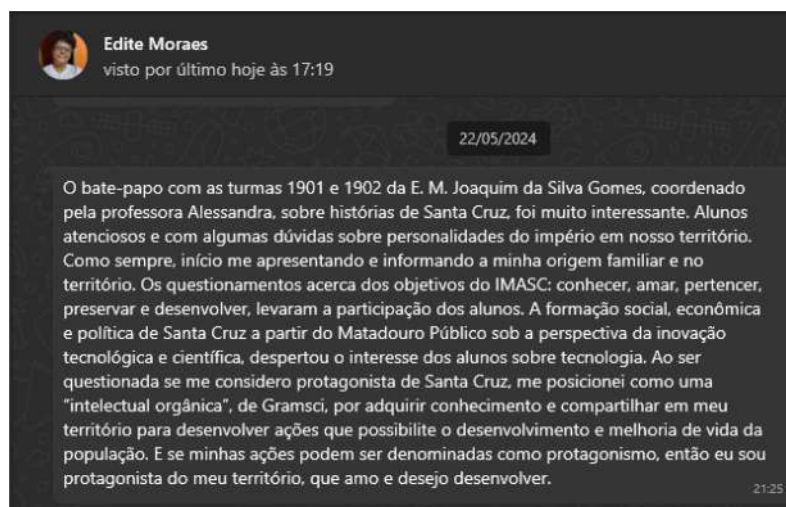 Edite Moraes
visto por último hoje às 17:19
22/05/2024
O bate-papo com as turmas 1901 e 1902 da E. M. Joaquim da Silva Gomes, coordenado
pela professora Alessandra, sobre histórias de Santa Cruz, foi muito interessante. Alunos
atenciosos e com algumas dúvidas sobre personalidades do império em nosso território.
Como sempre, início me apresentando e informando a minha origem familiar e no
território. Os questionamentos acerca dos objetivos do IMASC: conhecer, amar, pertencer,
preservar e desenvolver, levaram a participação dos alunos. A formação social, econômica
e política de Santa Cruz a partir do Matadouro Público sob a perspectiva da inovação
tecnológica e científica, despertou o interesse dos alunos sobre tecnologia. Ao ser
questionada se me considero protagonista de Santa Cruz, me posicionei como uma
"intelectual orgânica", de Gramsci, por adquirir conhecimento e compartilhar em meu
território para desenvolver ações que possibilite o desenvolvimento e melhoria de vida da
população. E se minhas ações podem ser denominadas como protagonismo, então eu sou
protagonista do meu território, que amo e desejo desenvolver.
21:25